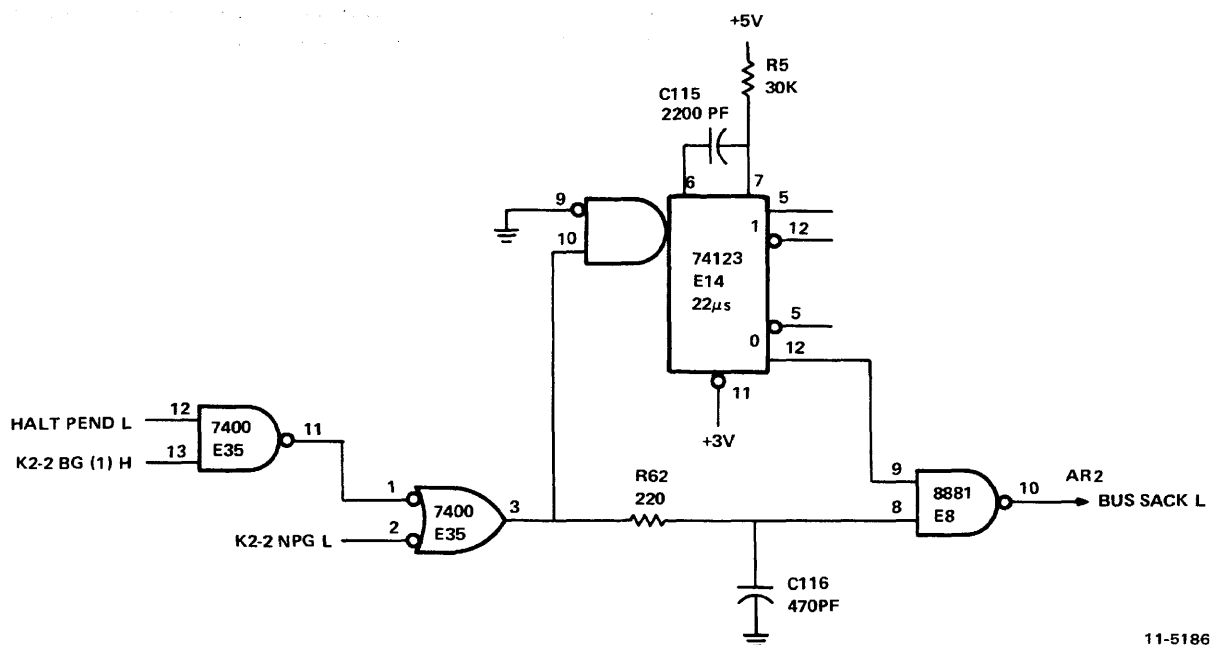 +5V
R5
30K
C115
2200 PF
6
7
9
10
5
1
12
74123
E14
22μs
5
0
12
11
+3V
HALT PEND L
12
7400
E35
11
K2-2 BG (1) H
13
1
7400
E35
3
K2-2 NPG L
2
R62
220
9
8881
E8
10
AR2
BUS SACK L
8
C116
470PF
11-5186